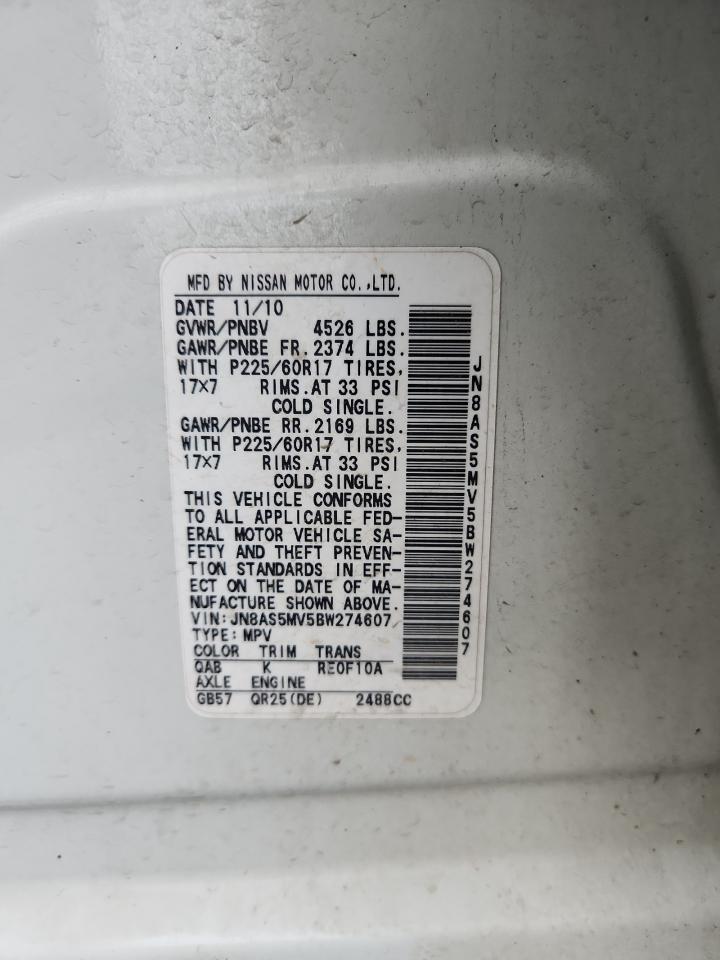 MFD BY NISSAN MOTOR CO.,LTD.
DATE 11/10
GVWR/PNBV 4526 LBS.
GAWR/PNBE FR. 2374 LBS.
WITH P225/60R17 TIRES,
17×7 RIMS.AT 33 PSI
COLD SINGLE.
GAWR/PNBE RR. 2169 LBS.
WITH P225/60R17 TIRES,
17×7 RIMS.AT 33 PSI
COLD SINGLE.
THIS VEHICLE CONFORMS
TO ALL APPLICABLE FED-
ERAL MOTOR VEHICLE SA-
FETY AND THEFT PREVEN-
TION STANDARDS IN EFF-
ECT ON THE DATE OF MA-
NUFACTURE SHOWN ABOVE.
VIN:JN8AS5MV5BW274607
TYPE:MPV
COLOR TRIM TRANS
QAB K RE0F10A
AXLE ENGINE
GB57 QR25(DE) 2488CC
JN8AS5MV5BW274607